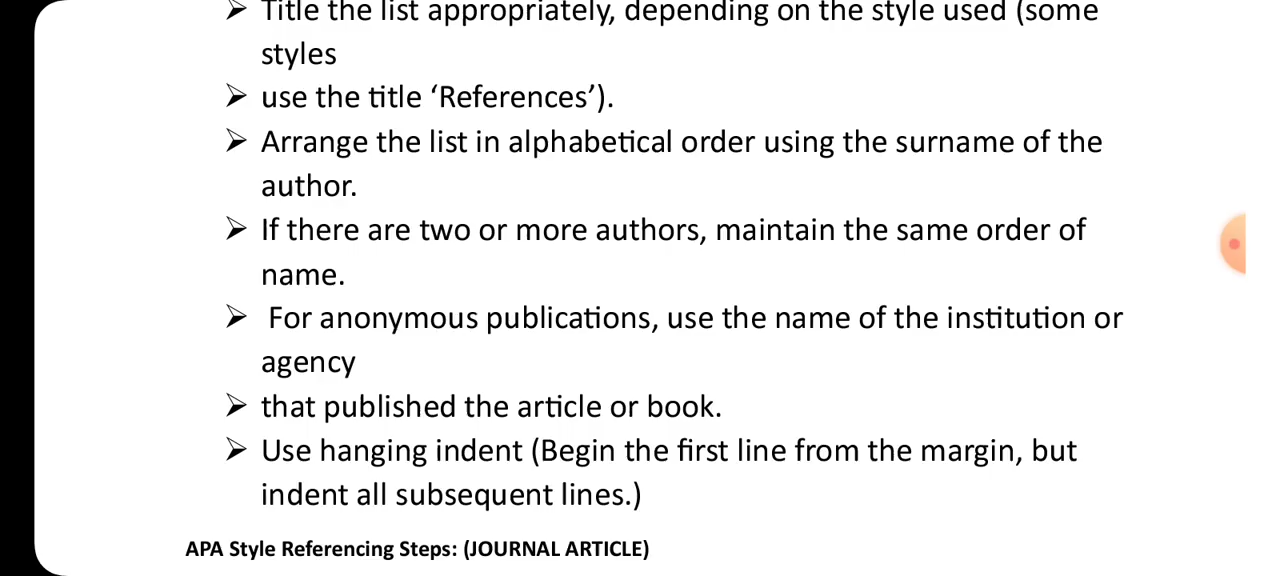 ➢ Title the list appropriately, depending on the style used (some
styles
➢ use the title ‘References’).
➢ Arrange the list in alphabetical order using the surname of the
author.
➢ If there are two or more authors, maintain the same order of
name.
➢ For anonymous publications, use the name of the institution or
agency
➢ that published the article or book.
➢ Use hanging indent (Begin the first line from the margin, but
indent all subsequent lines.)
APA Style Referencing Steps: (JOURNAL ARTICLE)